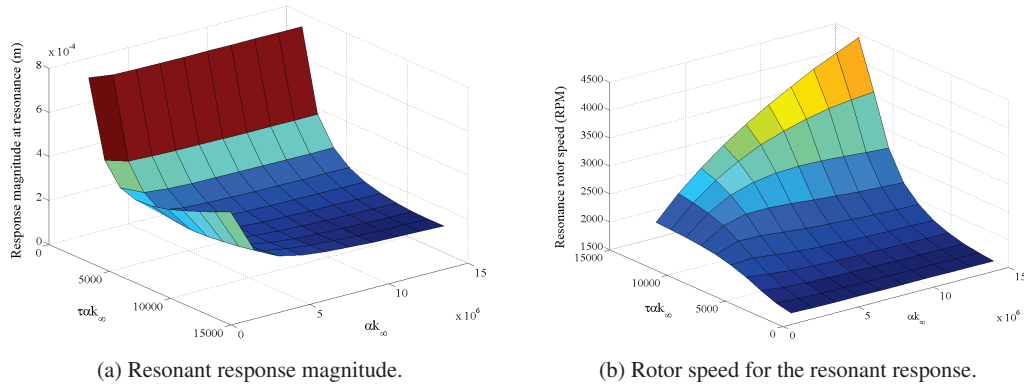 x 10⁻⁴
8
6
4
2
0
Response magnitude at resonance (m)
0
5000
10000
15000
ταk∞
0
5
10
15
x 10⁶
αk∞
(a) Resonant response magnitude.
4500
4000
3500
3000
2500
2000
1500
Resonance rotor speed (RPM)
15000
10000
5000
0
ταk∞
0
5
10
15
x 10⁶
αk∞
(b) Rotor speed for the resonant response.